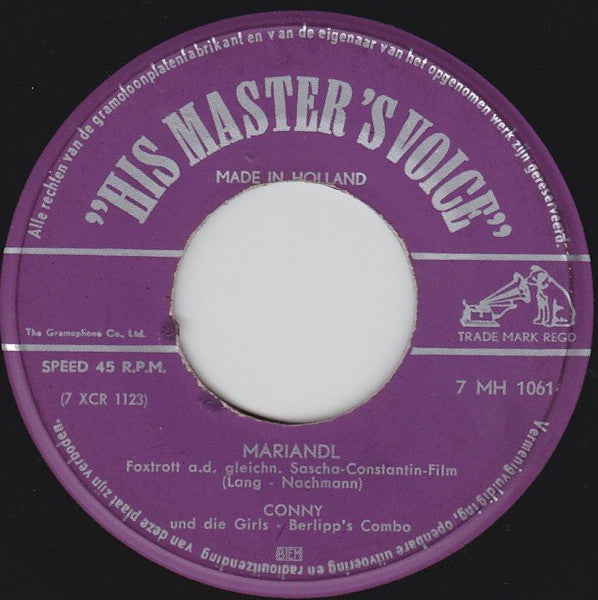 Alle rechten van de gramofoonplatenfabrikant en van de eigenaar van het opgenomen werk zijn gereserveerd.
"HIS MASTER'S VOICE"
MADE IN HOLLAND
The Gramophone Co., Ltd.
TRADE MARK REGD
SPEED 45 R.P.M.
(7 XCR 1123)
7 MH 1061
MARIANDL
Foxtrott a.d. gleichn. Sascha-Constantin-Film
(Lang - Nachmann)
CONNY
und die Girls - Berlipp's Combo
BIEM
Vermenigvuldiging, openbare uitvoering en radiouitzending van deze plaat zijn verboden.